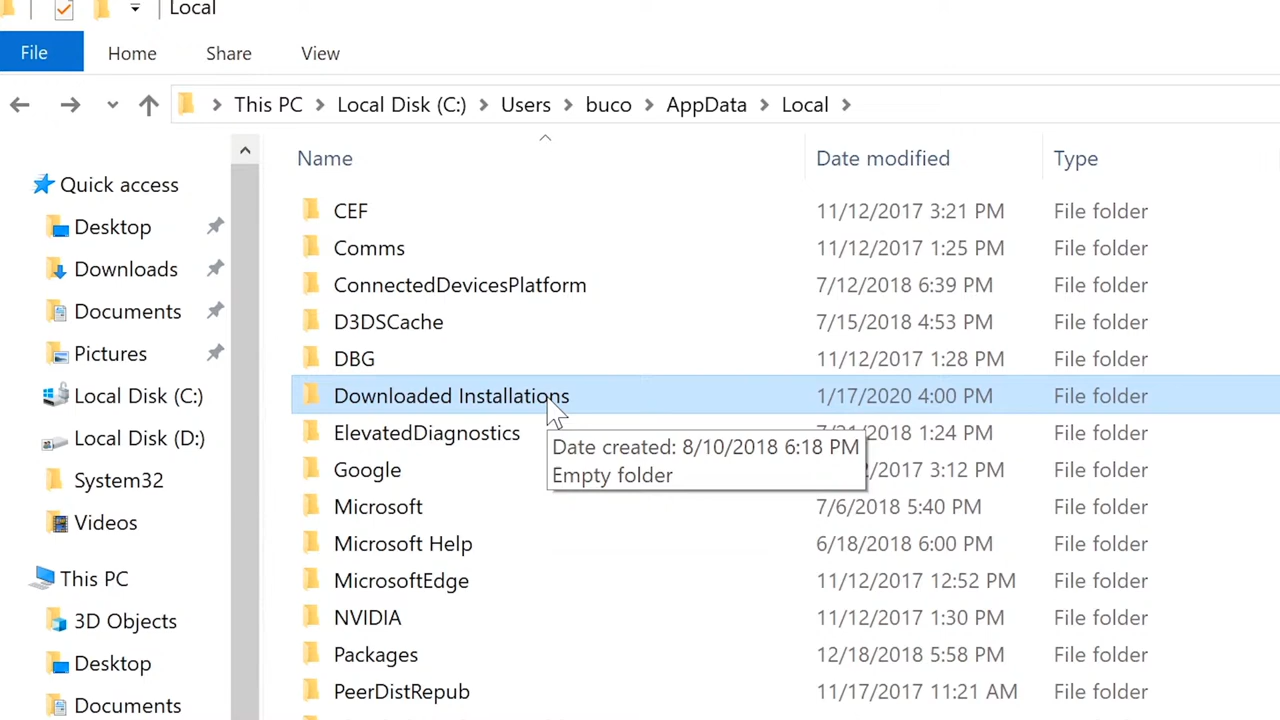 Local
File Home Share View
This PC Local Disk (C:) Users buco AppData Local
Name Date modified Type
Quick access
Desktop
Downloads
Documents
Pictures
Local Disk (C:)
Local Disk (D:)
System32
Videos
This PC
3D Objects
Desktop
Documents
CEF 11/12/2017 3:21 PM File folder
Comms 11/12/2017 1:25 PM File folder
ConnectedDevicesPlatform 7/12/2018 6:39 PM File folder
D3DSCache 7/15/2018 4:53 PM File folder
DBG 11/12/2017 1:28 PM File folder
Downloaded Installations 1/17/2020 4:00 PM File folder
ElevatedDiagnostics 1:24 PM File folder
Google 3:12 PM File folder
Date created: 8/10/2018 6:18 PM
Empty folder
Microsoft 7/6/2018 5:40 PM File folder
Microsoft Help 6/18/2018 6:00 PM File folder
MicrosoftEdge 11/12/2017 12:52 PM File folder
NVIDIA 11/12/2017 1:30 PM File folder
Packages 12/18/2018 5:58 PM File folder
PeerDistRepub 11/17/2017 11:21 AM File folder